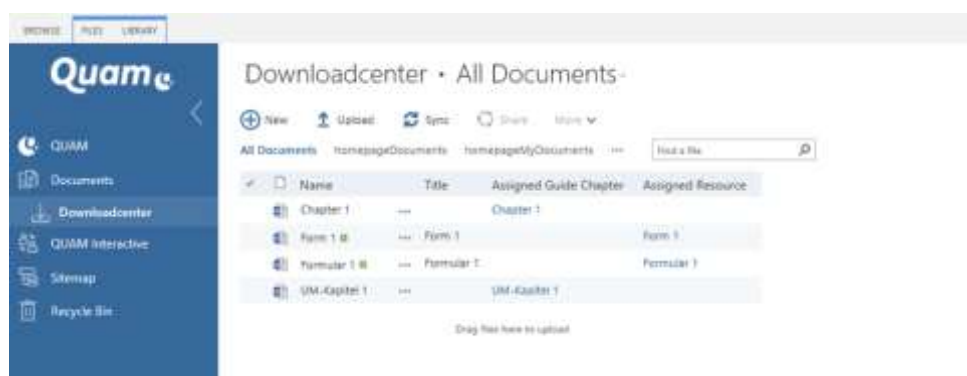 BROWSE FILES LIBRARY
Quam
Downloadcenter · All Documents
New Upload Sync Share More
All Documents homepageDocuments homepageMyDocuments ··· Find a file
QUAM
Documents
Downloadcenter
QUAM Interactive
Sitemap
Recycle Bin
Name Title Assigned Guide Chapter Assigned Resource
Chapter 1 ··· Chapter 1
Form 1 ··· Form 1 Form 1
Formular 1 ··· Formular 1 Formular 1
UM-Kapitel 1 ··· UM-Kapitel 1
Drag files here to upload